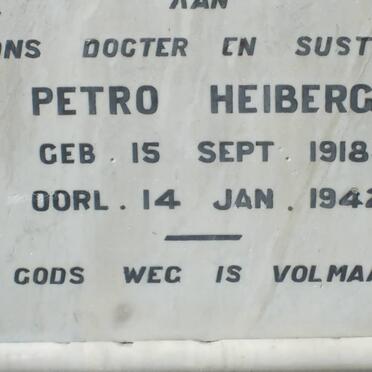 AAN
ONS DOGTER EN SUST
PETRO HEIBERG
GEB. 15 SEPT 1918
OORL. 14 JAN. 1942
GODS WEG IS VOLMAA